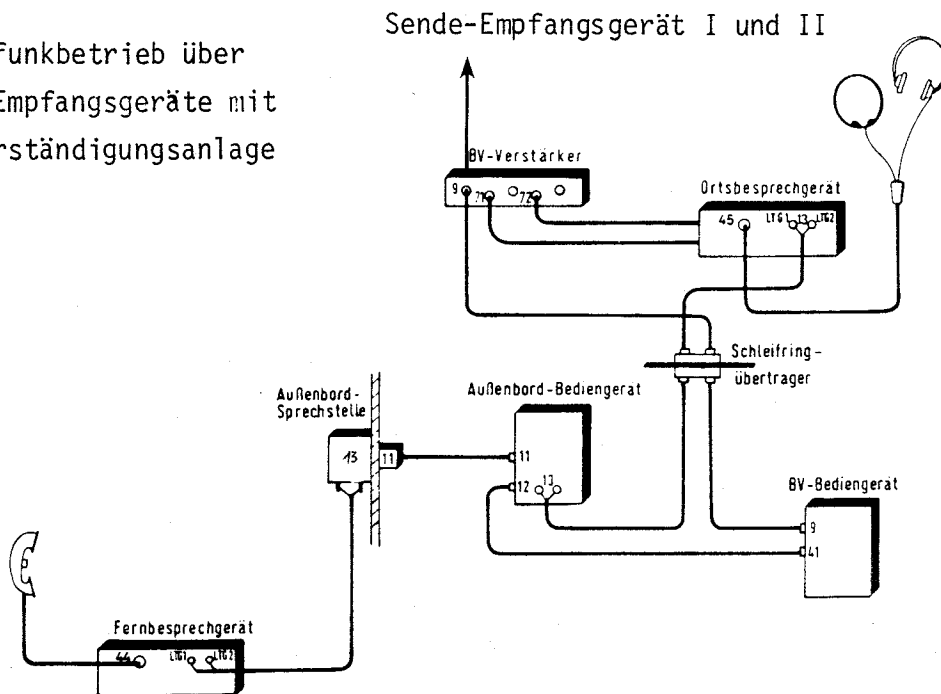 Sende-Empfangsgerät I und II
funkbetrieb über
Empfangsgeräte mit
rständigungsanlage
BV-Verstärker
9 71 72
Ortsbesprechgerät
45 LTG1 13 LTG2
Schleifring-
übertrager
Außenbord-
Sprechstelle
13 11
Außenbord-Bediengerät
11
12 13
BV-Bediengerät
9
41
Fernbesprechgerät
44 LTG1 LTG2